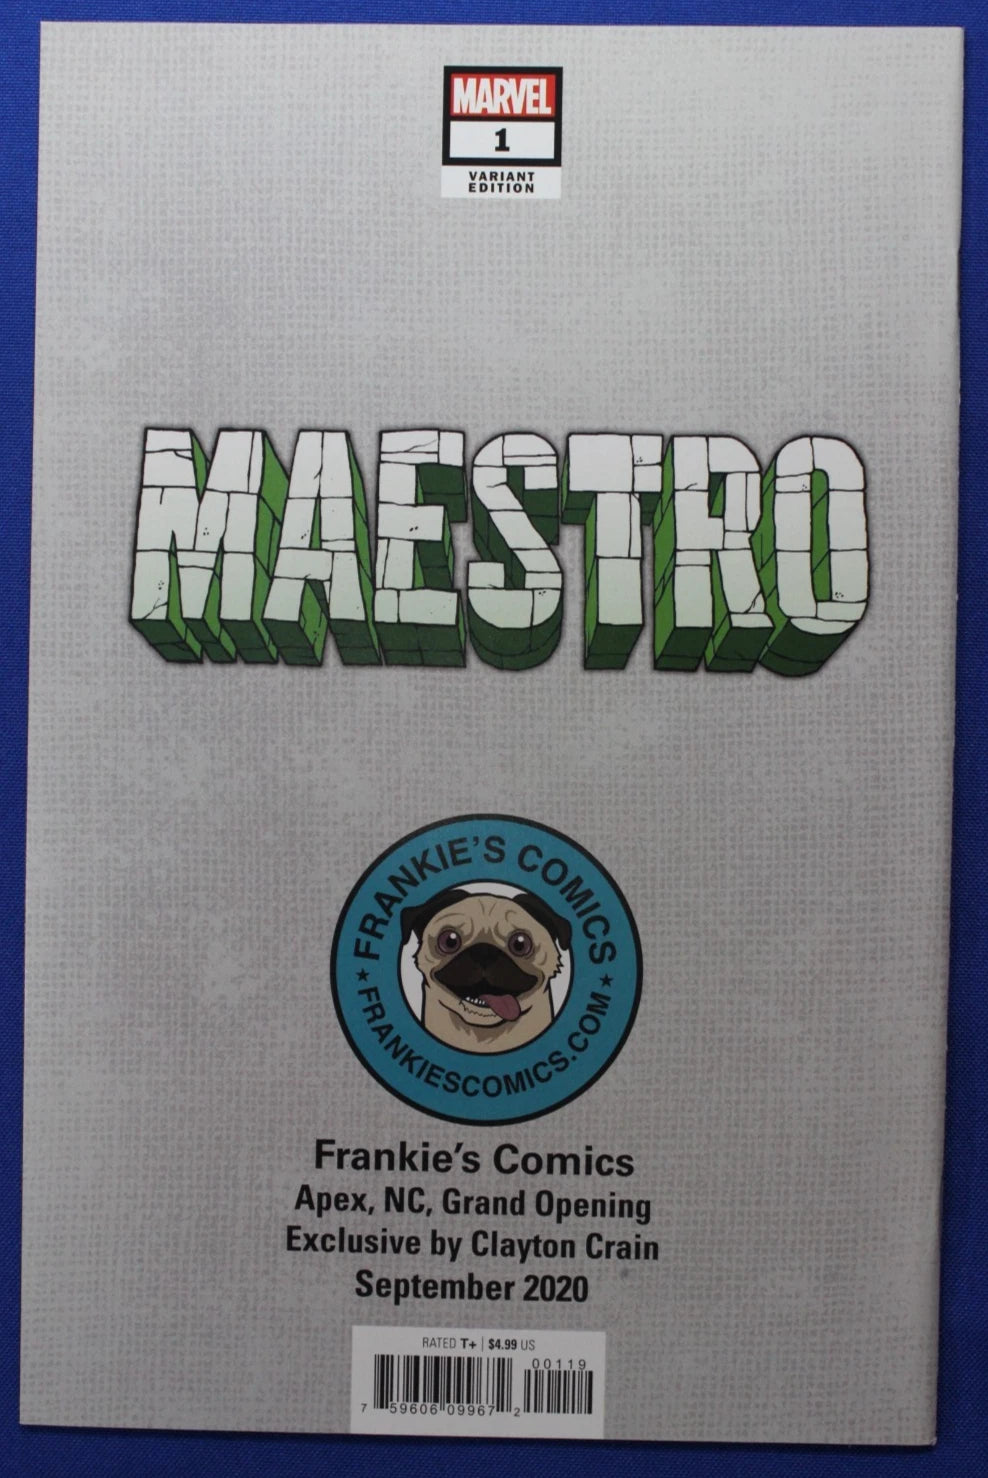 MARVEL
1
VARIANT
EDITION
MAESTRO
FRANKIE'S COMICS
★ FRANKIESCOMICS.COM ★
Frankie's Comics
Apex, NC, Grand Opening
Exclusive by Clayton Crain
September 2020
RATED T+ | $4.99 US
00119
7 59606 09967 2